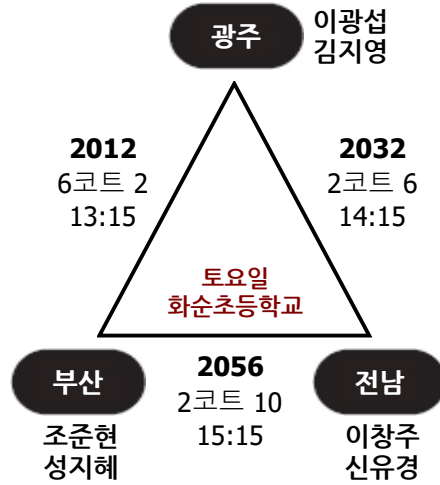 광주
이광섭
김지영
2012
6코트 2
13:15
2032
2코트 6
14:15
토요일
화순초등학교
부산
조준현
성지혜
2056
2코트 10
15:15
전남
이창주
신유경